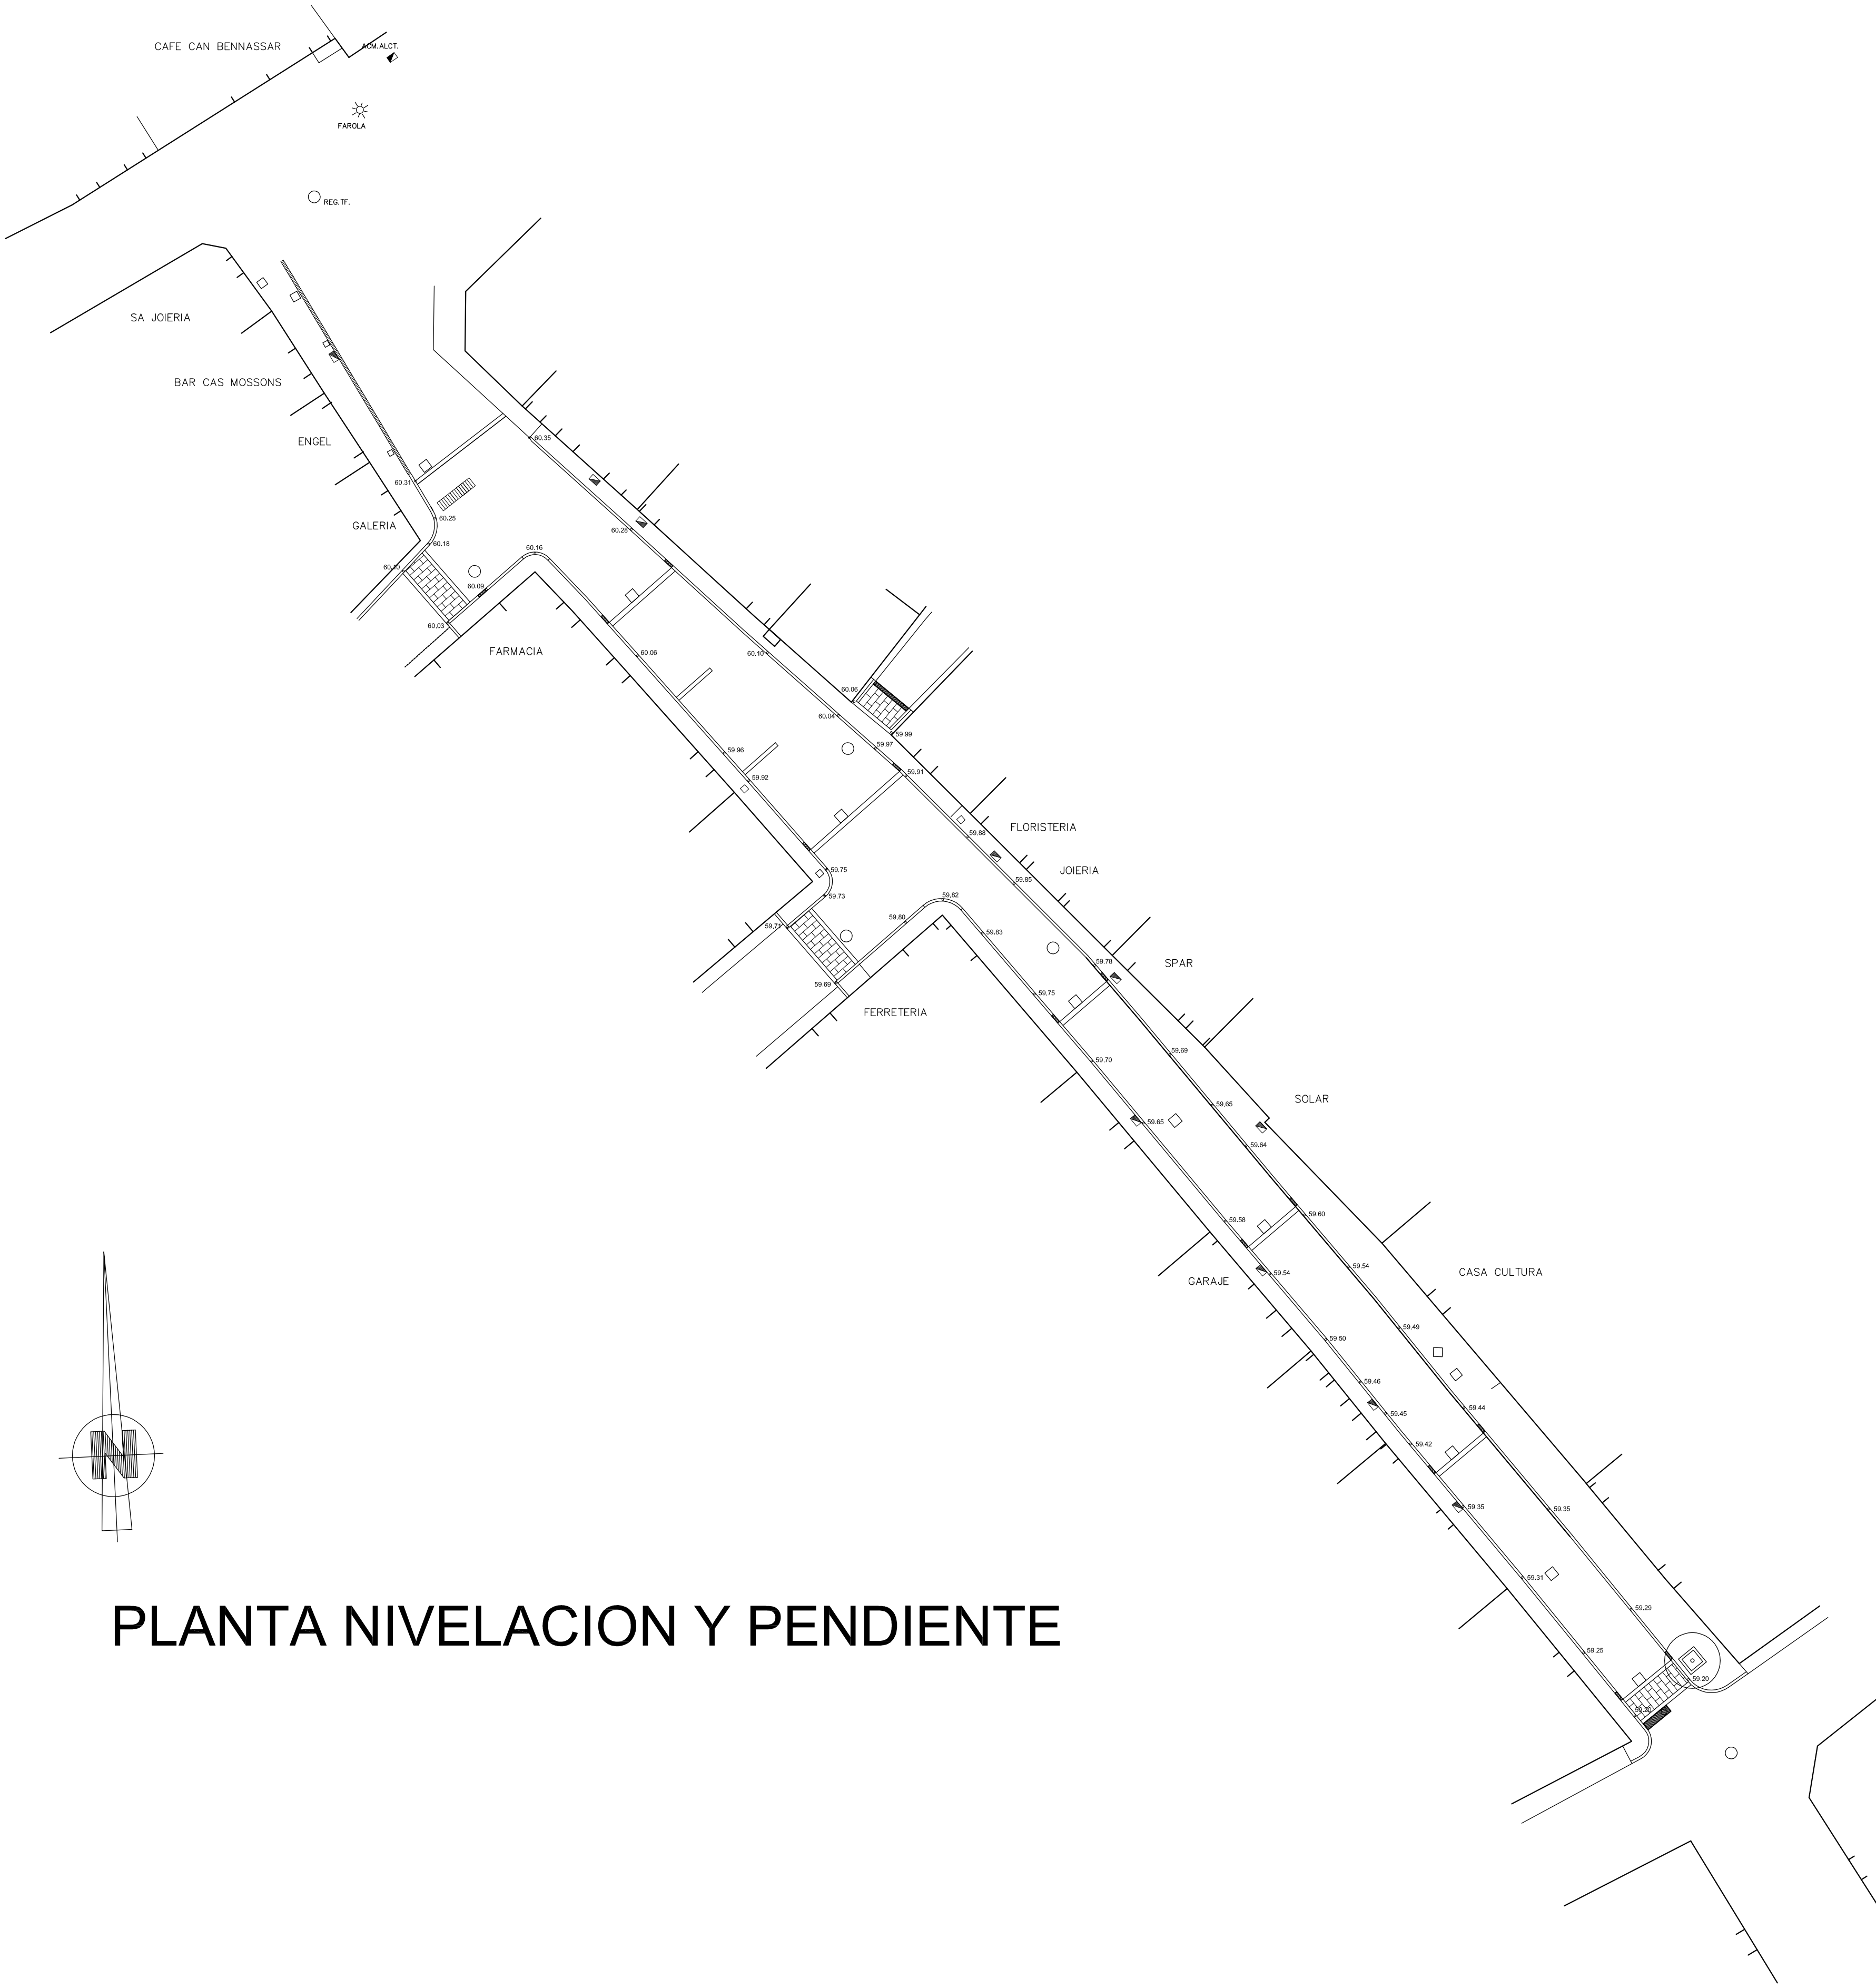 CAFE CAN BENNASSAR
ACM.ALCT.
FAROLA
REG.TF.
SA JOIERIA
BAR CAS MOSSONS
60.35
ENGEL
60.31
60.25
GALERIA
60.28
60.18
60.16
60.10
60.09
60.03
FARMACIA
60.06
60.10
60.06
60.04
59.99
59.97
59.96
59.91
59.92
FLORISTERIA
59.88
59.75
JOIERIA
59.85
59.73
59.82
59.80
59.71
59.83
SPAR
59.78
59.69
59.75
FERRETERIA
59.69
59.70
SOLAR
59.65
59.65
59.64
59.60
59.58
59.54
CASA CULTURA
59.54
GARAJE
59.49
59.50
59.46
59.44
59.45
59.42
N
59.35
59.35
59.31
PLANTA NIVELACION Y PENDIENTE
59.29
59.25
59.20
59.20